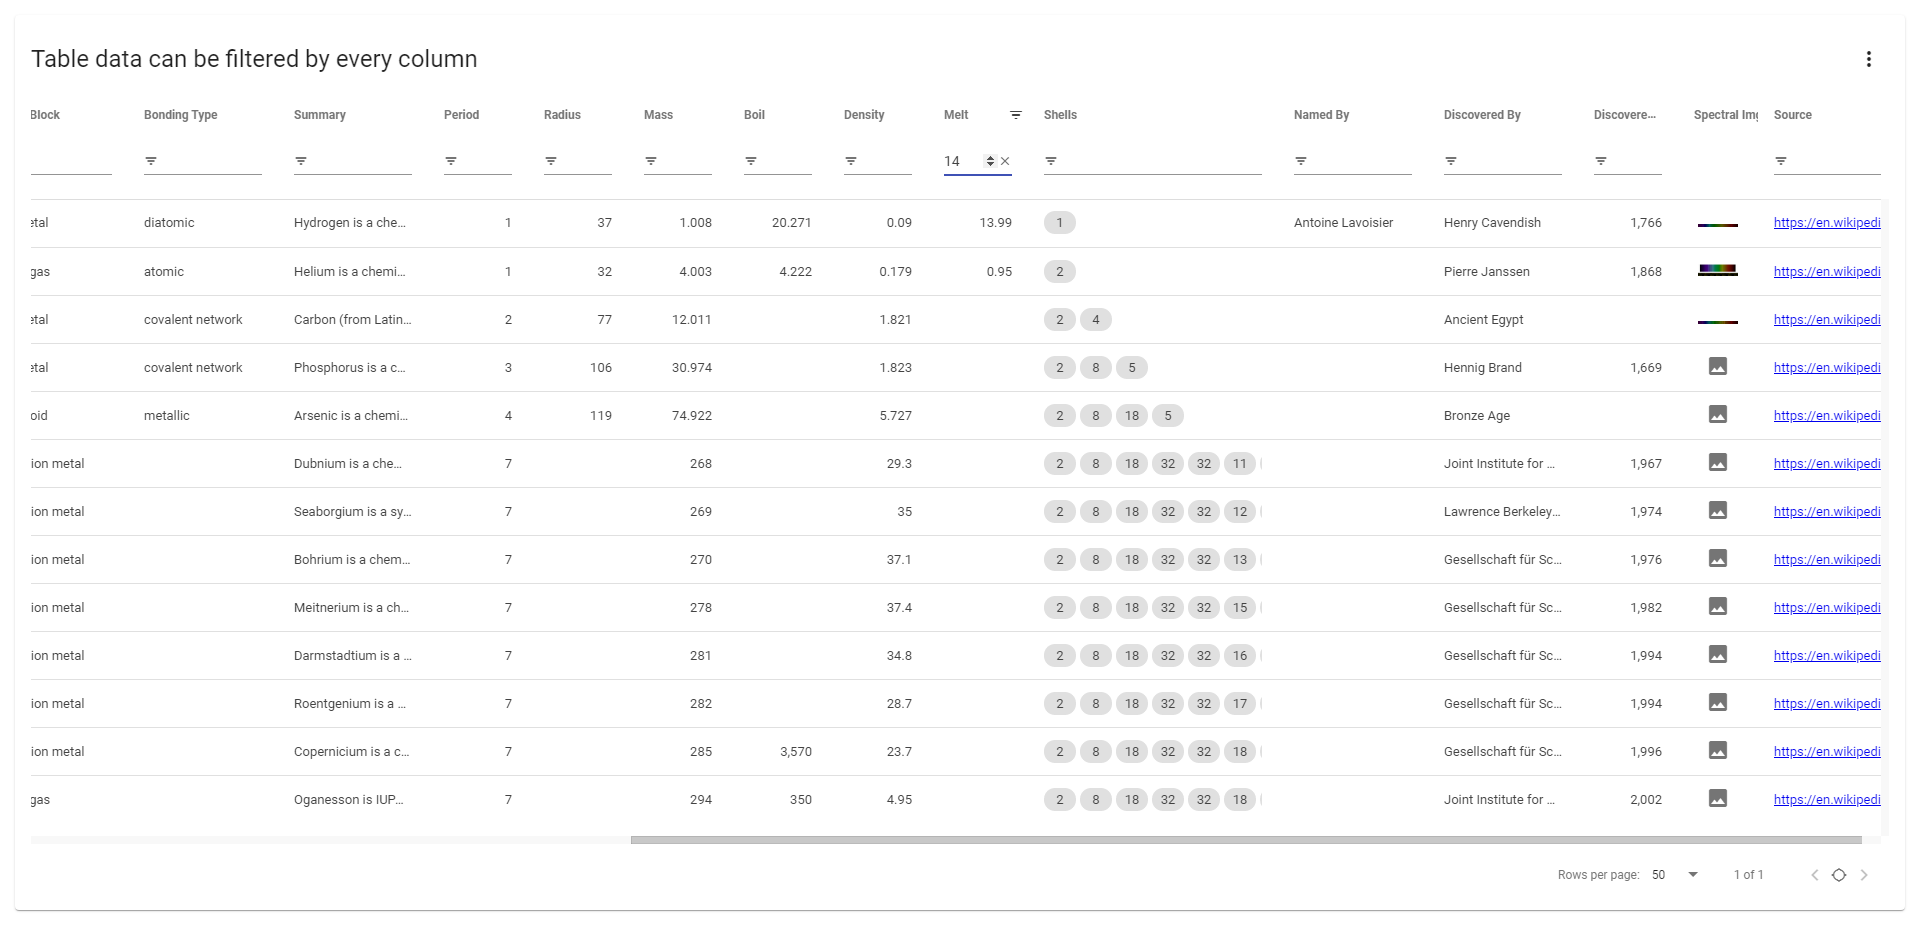 Table data can be filtered by every column
Block Bonding Type Summary Period Radius Mass Boil Density Melt Shells Named By Discovered By Discovere... Spectral Img Source
14
etal diatomic Hydrogen is a che... 1 37 1.008 20.271 0.09 13.99 1 Antoine Lavoisier Henry Cavendish 1,766 https://en.wikipedi
gas atomic Helium is a chemi... 1 32 4.003 4.222 0.179 0.95 2 Pierre Janssen 1,868 https://en.wikipedi
etal covalent network Carbon (from Latin... 2 77 12.011 1.821 2 4 Ancient Egypt https://en.wikipedi
etal covalent network Phosphorus is a c... 3 106 30.974 1.823 2 8 5 Hennig Brand 1,669 https://en.wikipedi
oid metallic Arsenic is a chemi... 4 119 74.922 5.727 2 8 18 5 Bronze Age https://en.wikipedi
ion metal Dubnium is a che... 7 268 29.3 2 8 18 32 32 11 Joint Institute for ... 1,967 https://en.wikipedi
ion metal Seaborgium is a sy... 7 269 35 2 8 18 32 32 12 Lawrence Berkeley... 1,974 https://en.wikipedi
ion metal Bohrium is a chem... 7 270 37.1 2 8 18 32 32 13 Gesellschaft für Sc... 1,976 https://en.wikipedi
ion metal Meitnerium is a ch... 7 278 37.4 2 8 18 32 32 15 Gesellschaft für Sc... 1,982 https://en.wikipedi
ion metal Darmstadtium is a ... 7 281 34.8 2 8 18 32 32 16 Gesellschaft für Sc... 1,994 https://en.wikipedi
ion metal Roentgenium is a ... 7 282 28.7 2 8 18 32 32 17 Gesellschaft für Sc... 1,994 https://en.wikipedi
ion metal Copernicium is a c... 7 285 3,570 23.7 2 8 18 32 32 18 Gesellschaft für Sc... 1,996 https://en.wikipedi
gas Oganesson is IUP... 7 294 350 4.95 2 8 18 32 32 18 Joint Institute for ... 2,002 https://en.wikipedi
Rows per page: 50 1 of 1